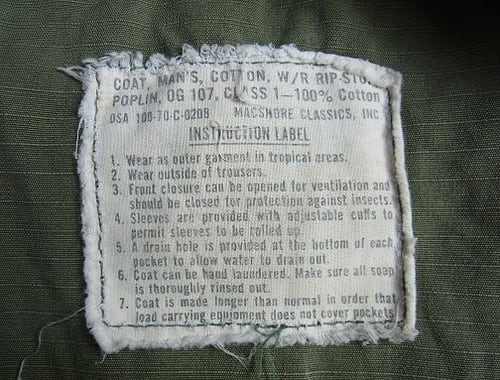 COAT, MAN'S, COTTON, W/R RIP-STO
POPLIN, OG 107, CLASS 1—100% Cotton
DSA 100-70-C-0208 MACSHORE CLASSICS, INC.
INSTRUCTION LABEL
1. Wear as outer garment in tropical areas.
2. Wear outside of trousers.
3. Front closure can be opened for ventilation and
should be closed for protection against insects.
4. Sleeves are provided with adjustable cuffs to
permit sleeves to be rolled up.
5. A drain hole is provided at the bottom of each
pocket to allow water to drain out.
6. Coat can be hand laundered. Make sure all soap
is thoroughly rinsed out.
7. Coat is made longer than normal in order that
load carrying equipment does not cover pockets